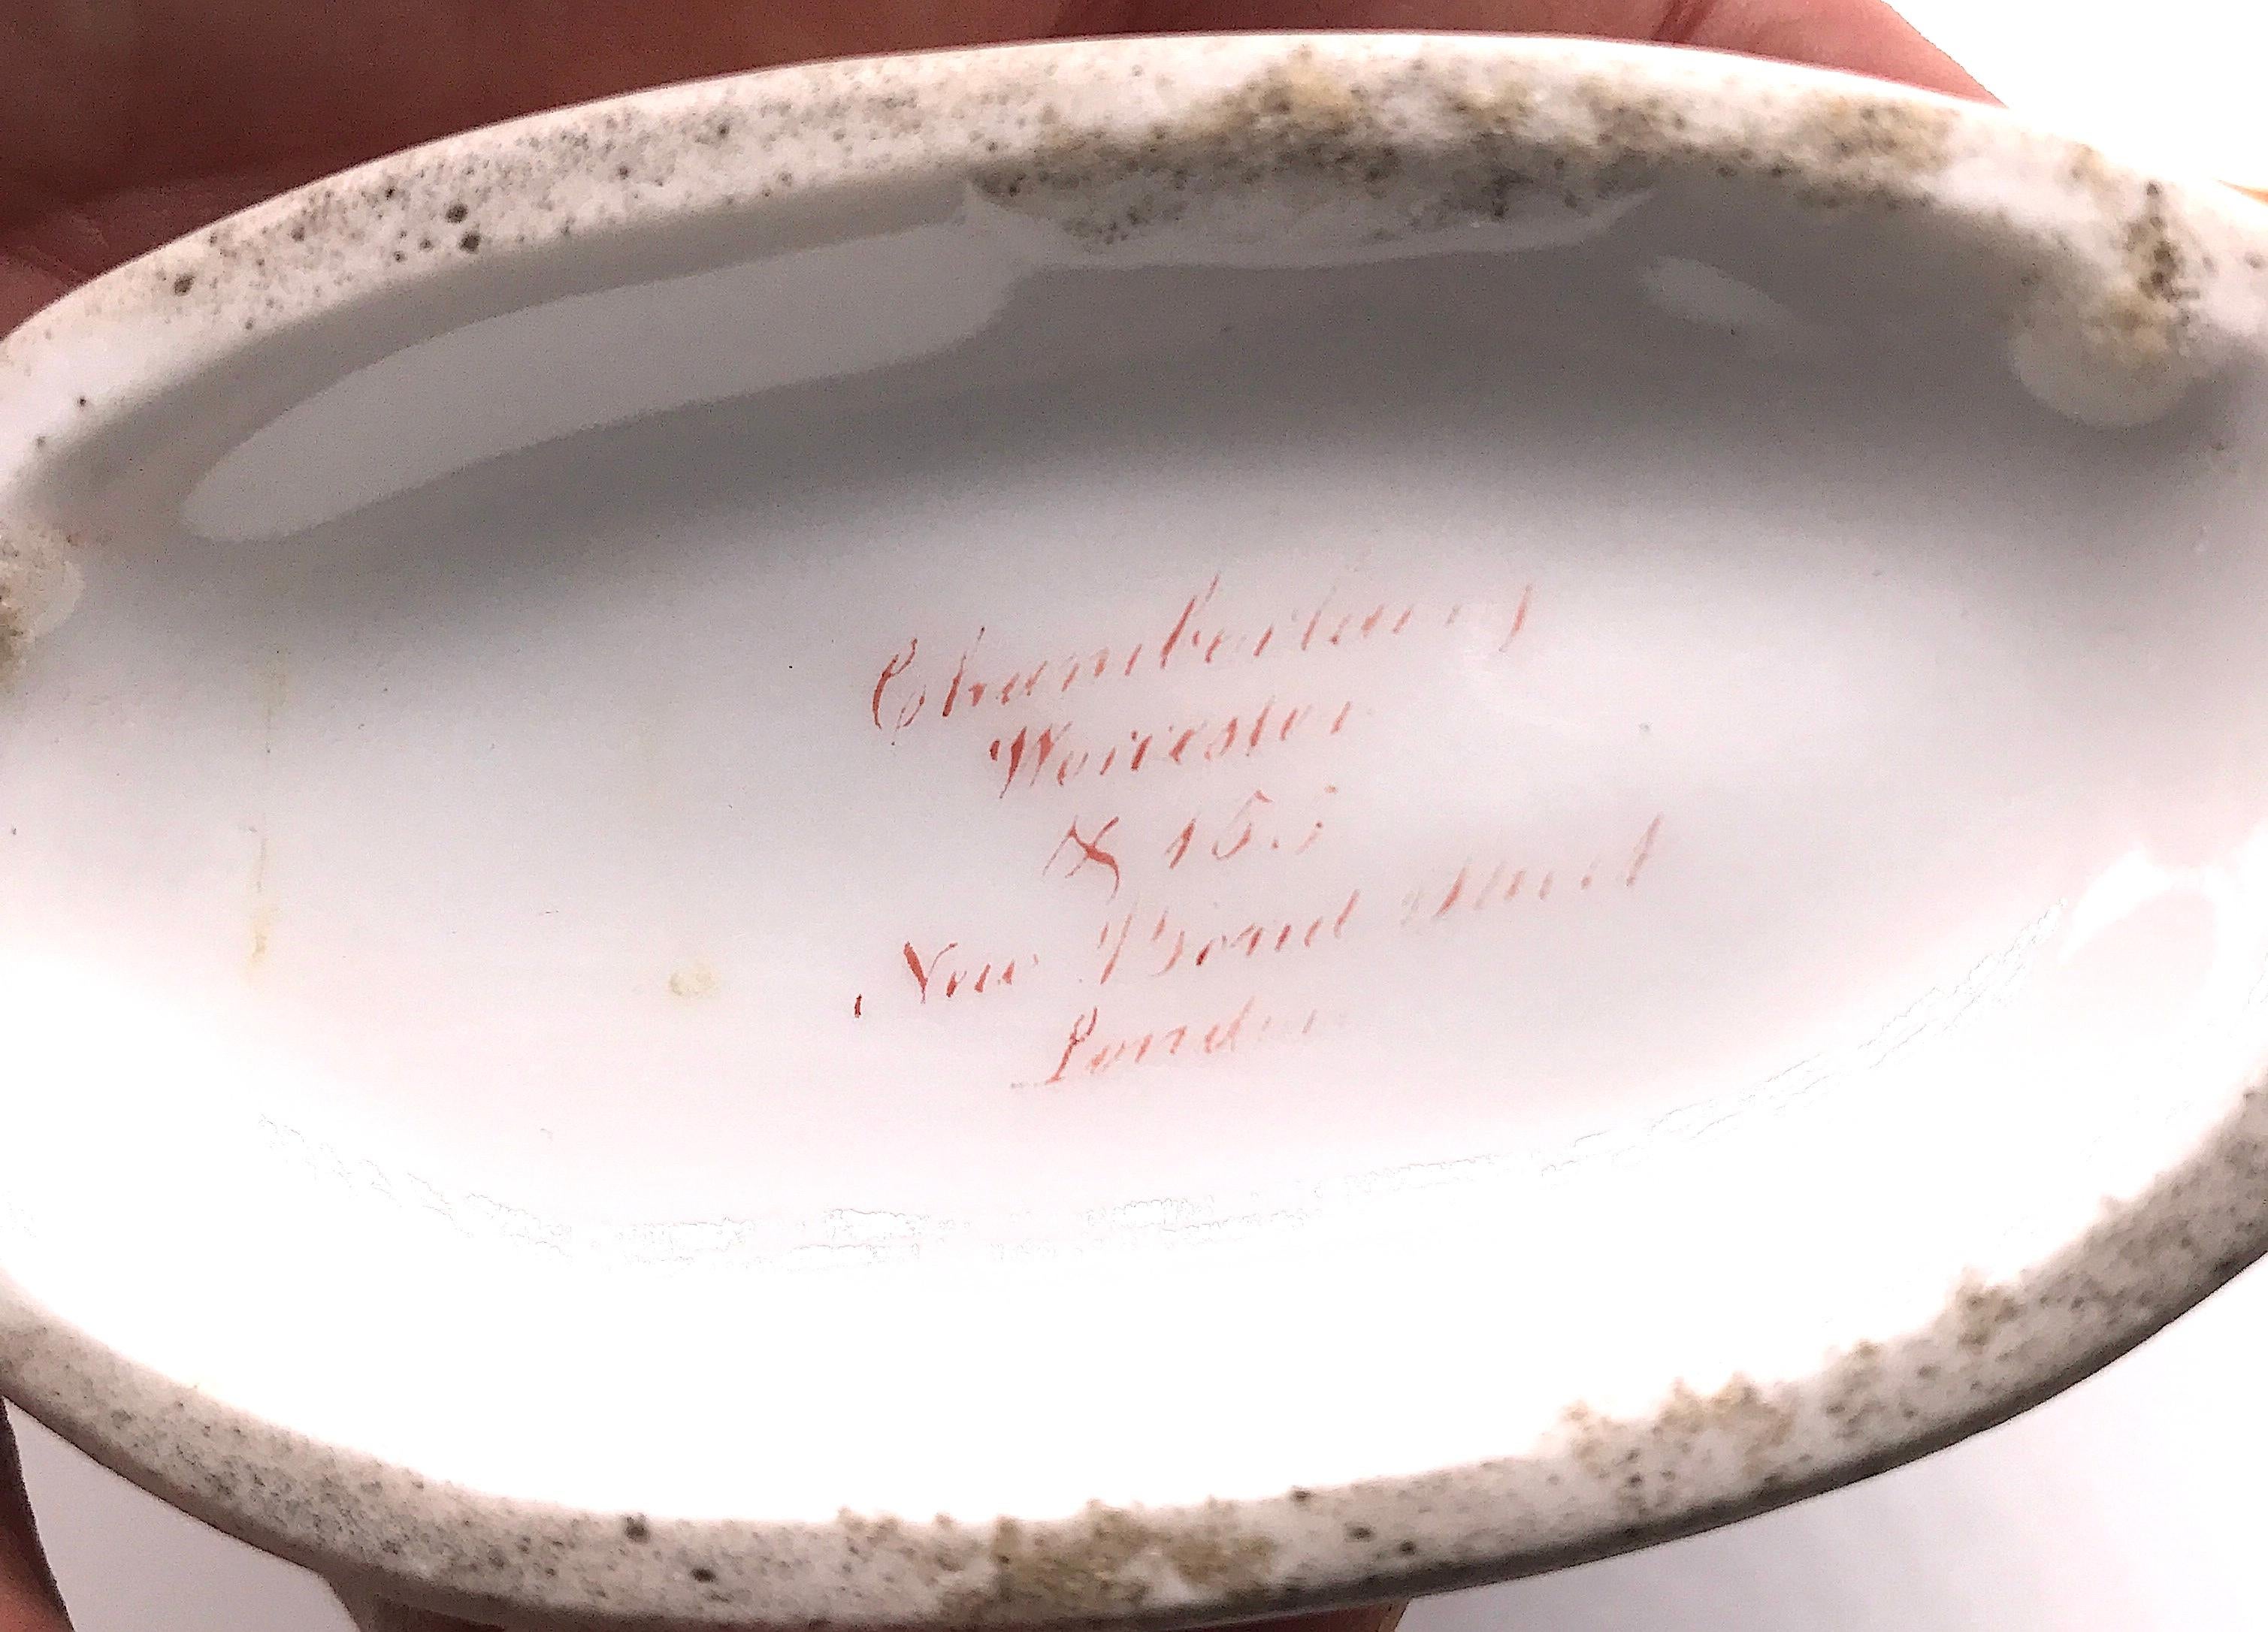 Chamberlains
Worcester
& 155
New Bond Street
London